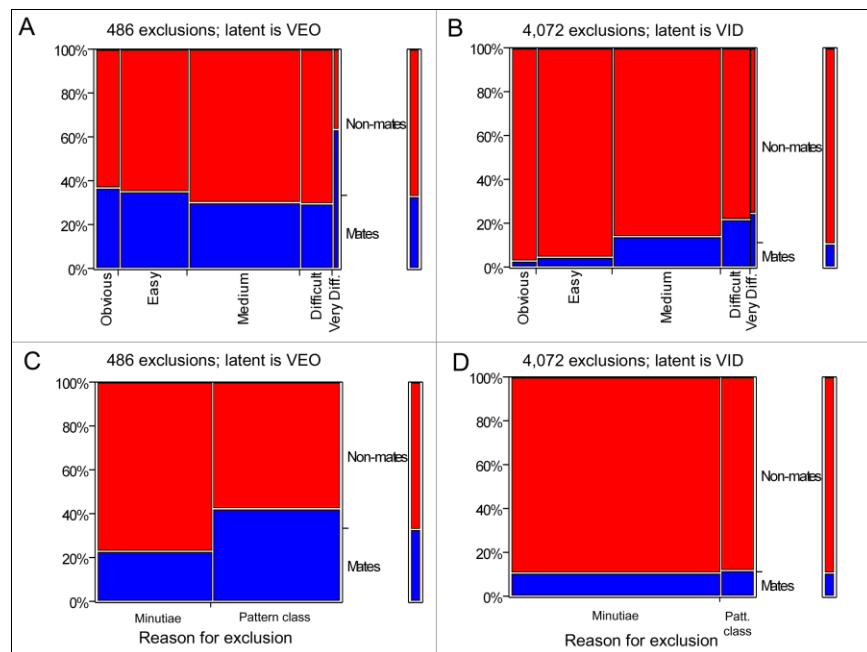 A
486 exclusions; latent is VEO
100%
80%
60%
40%
20%
0%
Non-mates
Mates
Obvious
Easy
Medium
Difficult
Very Diff.
B
4,072 exclusions; latent is VID
100%
80%
60%
40%
20%
0%
Non-mates
Mates
Obvious
Easy
Medium
Difficult
Very Diff.
C
486 exclusions; latent is VEO
100%
80%
60%
40%
20%
0%
Non-mates
Mates
Minutiae
Pattern class
Reason for exclusion
D
4,072 exclusions; latent is VID
100%
80%
60%
40%
20%
0%
Non-mates
Mates
Minutiae
Patt.
class
Reason for exclusion